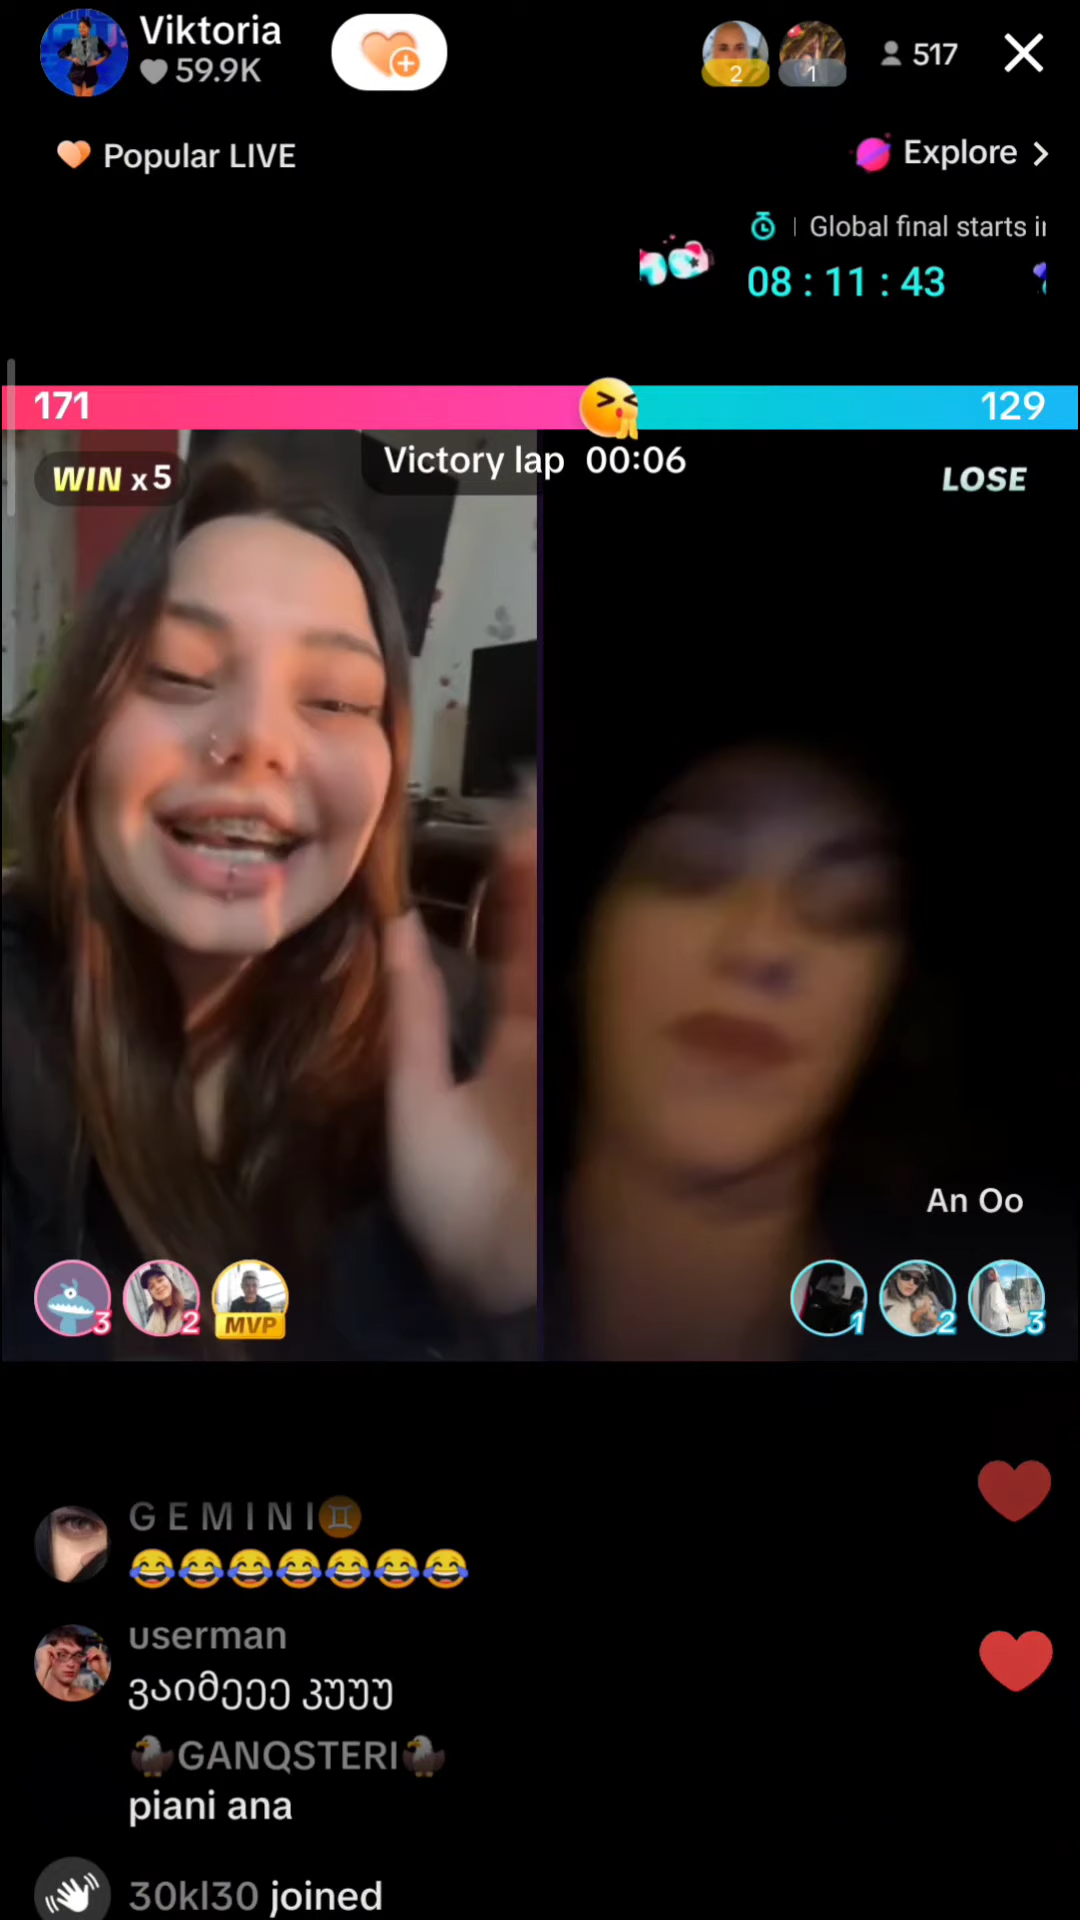 Viktoria
59.9K
2
1
517
Popular LIVE
Explore
Global final starts
08 : 11 : 43
171
129
WIN x5
Victory lap 00:06
LOSE
An Oo
3
2
MVP
1
2
3
G E M I N I♊
😂😂😂😂😂😂😂
userman
ვაიმეეე კუუუ
🦅GANQSTERI🦅
piani ana
30kl30 joined